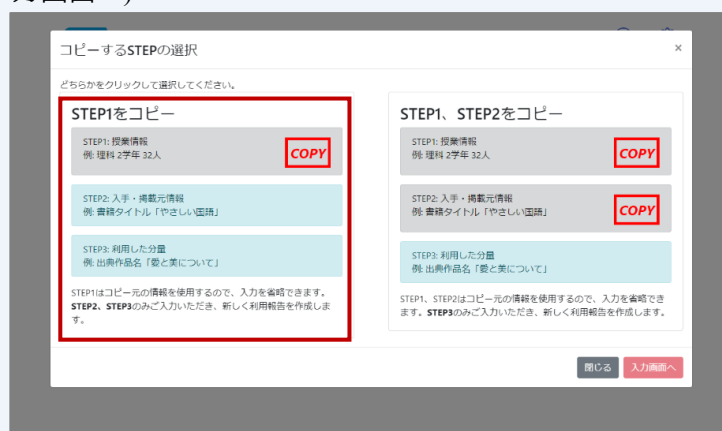 コピーするSTEPの選択
×
どちらかをクリックして選択してください。
STEP1をコピー
STEP1: 授業情報
例: 理科 2学年 32人
COPY
STEP2: 入手・掲載元情報
例: 書籍タイトル「やさしい国語」
STEP3: 利用した分量
例: 出典作品名「愛と美について」
STEP1はコピー元の情報を使用するので、入力を省略できます。
STEP2、STEP3のみご入力いただき、新しく利用報告を作成しま
す。
STEP1、STEP2をコピー
STEP1: 授業情報
例: 理科 2学年 32人
COPY
STEP2: 入手・掲載元情報
例: 書籍タイトル「やさしい国語」
COPY
STEP3: 利用した分量
例: 出典作品名「愛と美について」
STEP1、STEP2はコピー元の情報を使用するので、入力を省略でき
ます。STEP3のみご入力いただき、新しく利用報告を作成します。
閉じる
入力画面へ